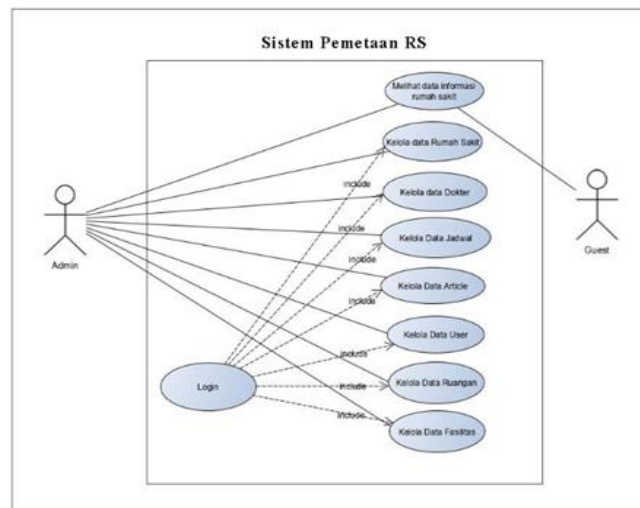 Sistem Pemetaan RS
Melihat data informasi
rumah sakit
Kelola data Rumah Sakit
include
Kelola data Dokter
include
Kelola Data Jadwal
include
Kelola Data Article
include
Kelola Data User
include
Kelola Data Ruangan
include
Kelola Data Fasilitas
include
Login
Admin
Guest